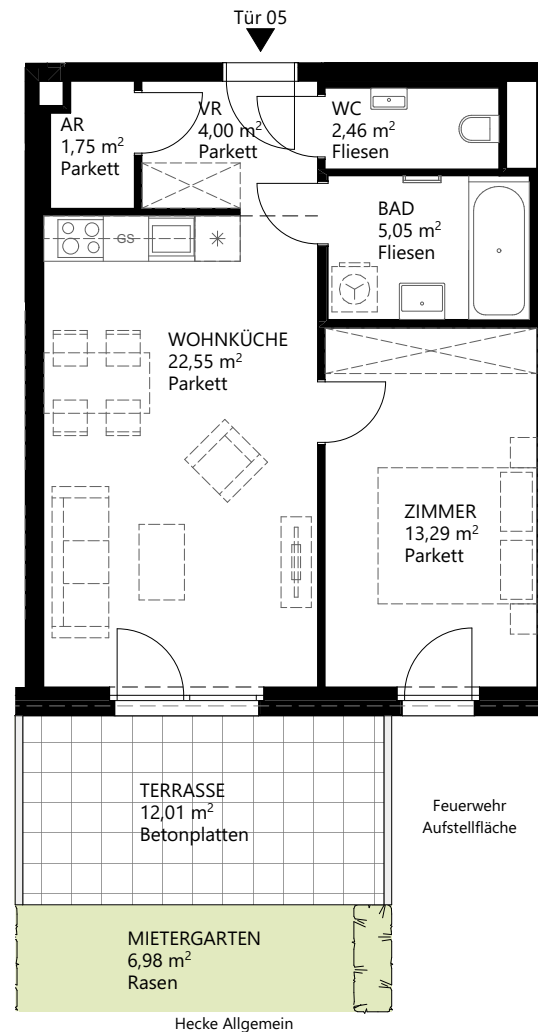 Tür 05
AR
1,75 m²
Parkett
VR
4,00 m²
Parkett
WC
2,46 m²
Fliesen
BAD
5,05 m²
Fliesen
GS
WOHNKÜCHE
22,55 m²
Parkett
ZIMMER
13,29 m²
Parkett
TERRASSE
12,01 m²
Betonplatten
Feuerwehr
Aufstellfläche
MIETERGARTEN
6,98 m²
Rasen
Hecke Allgemein